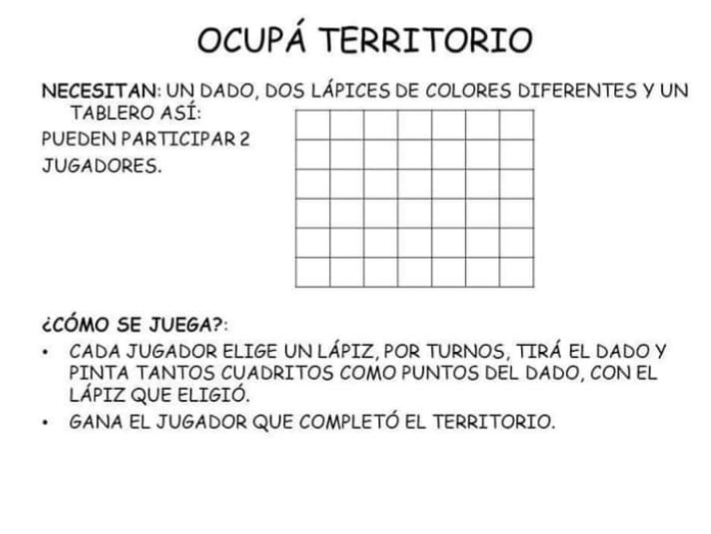 OCUPÁ TERRITORIO
NECESITAN: UN DADO, DOS LÁPICES DE COLORES DIFERENTES Y UN
TABLERO ASÍ:
PUEDEN PARTICIPAR 2
JUGADORES.
¿CÓMO SE JUEGA?:
• CADA JUGADOR ELIGE UN LÁPIZ, POR TURNOS, TIRÁ EL DADO Y
PINTA TANTOS CUADRITOS COMO PUNTOS DEL DADO, CON EL
LÁPIZ QUE ELIGIÓ.
• GANA EL JUGADOR QUE COMPLETÓ EL TERRITORIO.